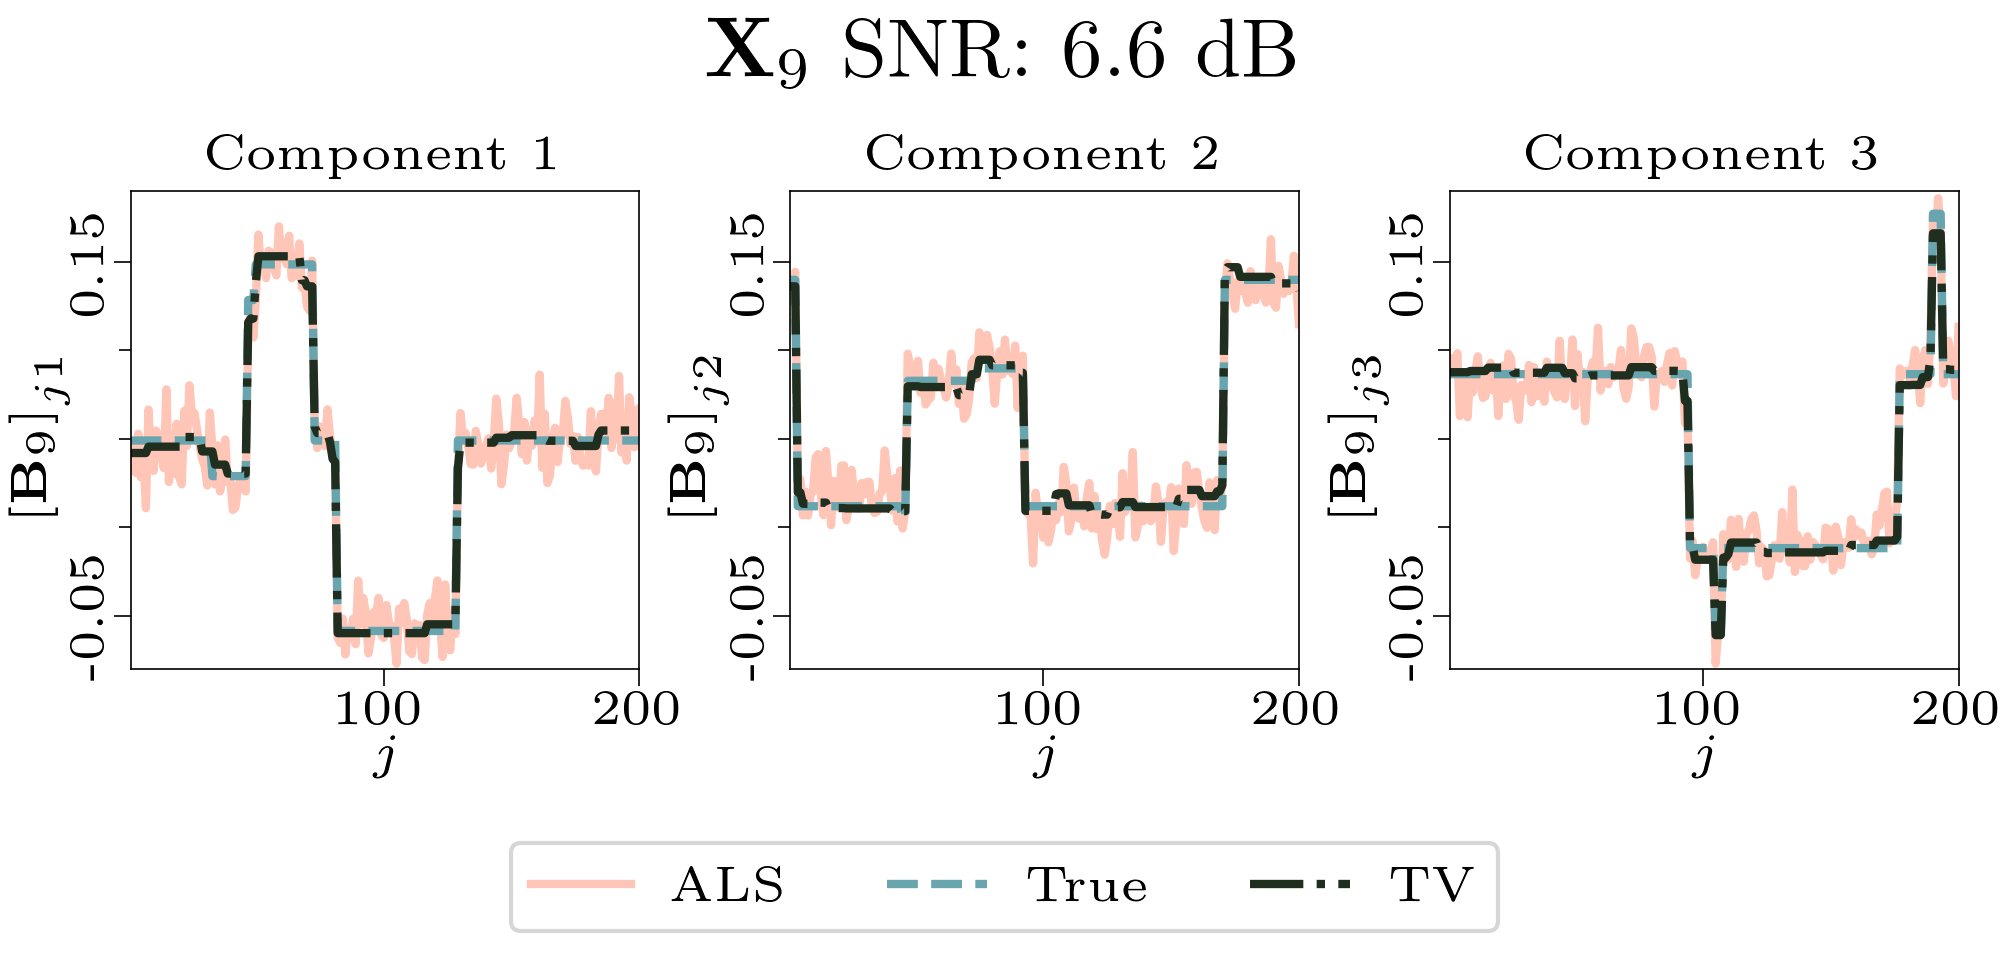 X₉ SNR: 6.6 dB
Component 1
Component 2
Component 3
[B₉]ⱼ₁
0.15
-0.05
100
200
j
[B₉]ⱼ₂
0.15
-0.05
100
200
j
[B₉]ⱼ₃
0.15
-0.05
100
200
j
ALS
True
TV